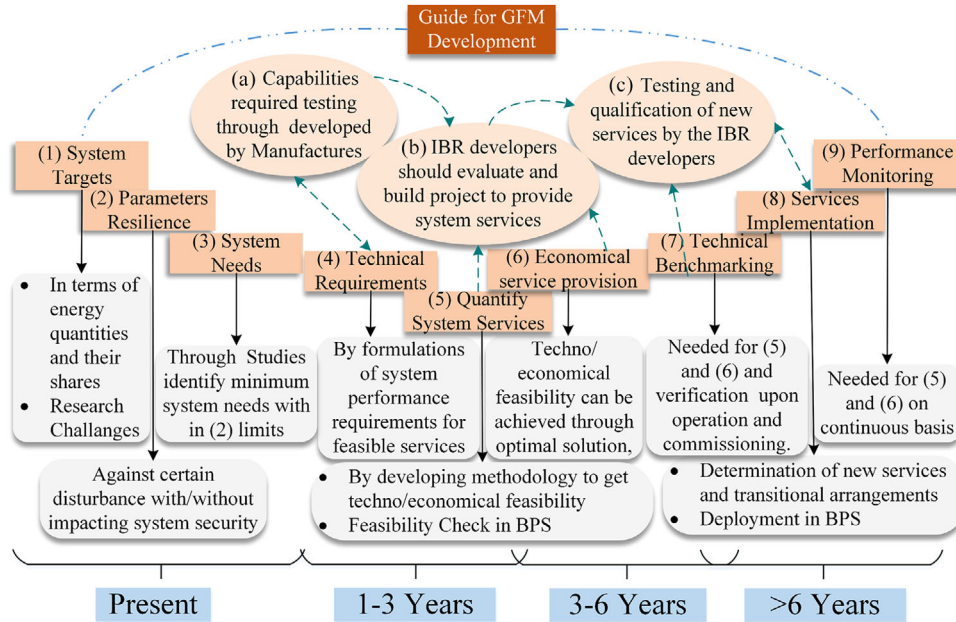 Guide for GFM
Development
(a) Capabilities
required testing
through developed
by Manufactures
(b) IBR developers
should evaluate and
build project to provide
system services
(c) Testing and
qualification of new
services by the IBR
developers
(1) System
Targets
(2) Parameters
Resilience
(3) System
Needs
(4) Technical
Requirements
(5) Quantify
System Services
(6) Economical
service provision
(7) Technical
Benchmarking
(8) Services
Implementation
(9) Performance
Monitoring
• In terms of
energy
quantities
and their
shares
• Research
Challanges
Against certain
disturbance with/without
impacting system security
Through Studies
identify minimum
system needs with
in (2) limits
By formulations
of system
performance
requirements for
feasible services
• By developing methodology to get
techno/economical feasibility
• Feasibility Check in BPS
Techno/
economical
feasibility can be
achieved through
optimal solution,
Needed for (5)
and (6) and
verification upon
operation and
commissioning.
• Determination of new services
and transitional arrangements
• Deployment in BPS
Needed for (5)
and (6) on
continuous basis
Present
1-3 Years
3-6 Years
>6 Years